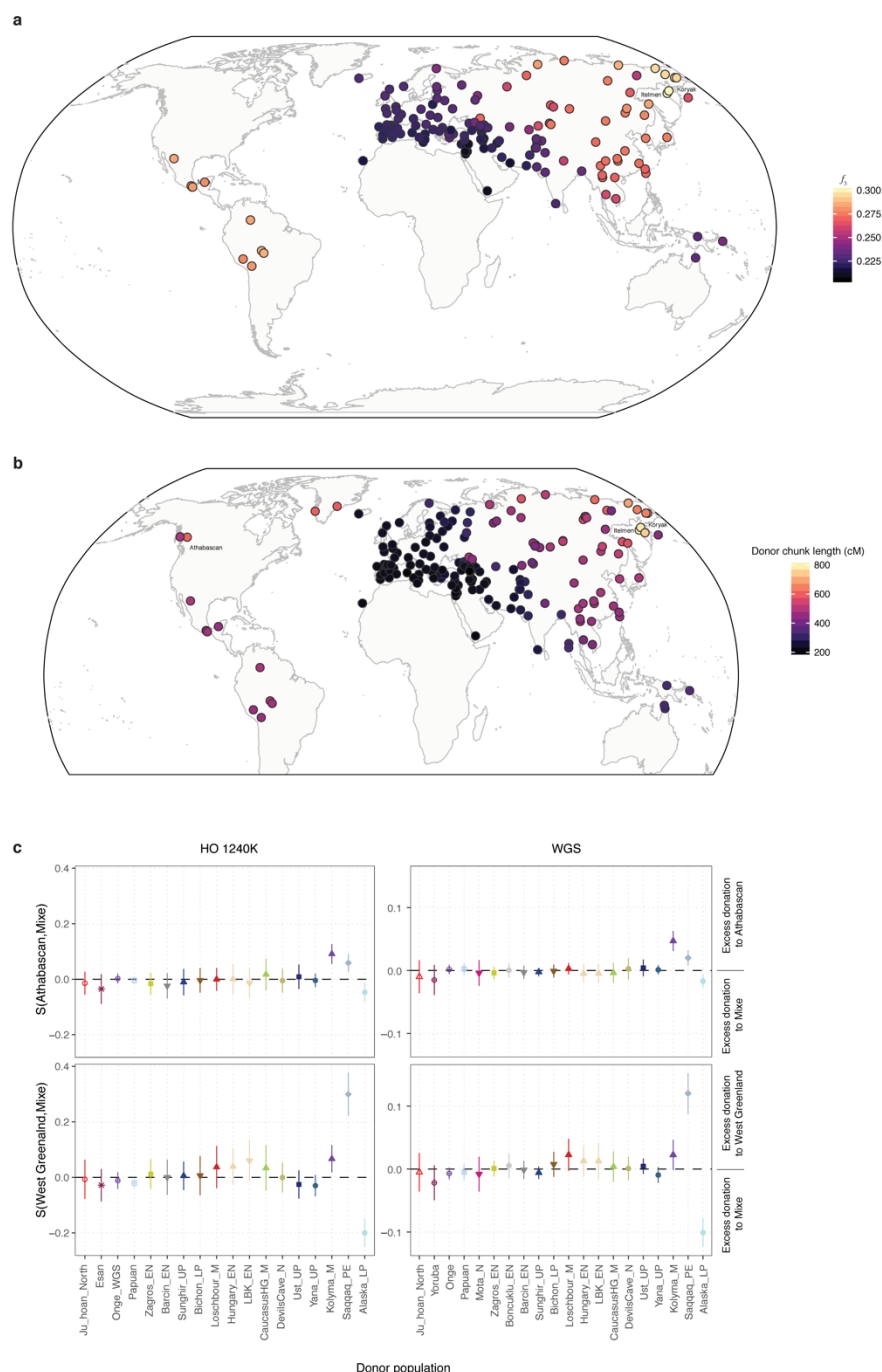 a
Itelmen
Koryak
f3
0.300
0.275
0.250
0.225
b
Athabascan
Itelmen
Koryak
Donor chunk length (cM)
800
600
400
200
c
HO 1240K
WGS
S(Athabascan,Mixe)
0.4
0.2
0.0
−0.2
0.1
0.0
−0.1
Excess donation
to Athabascan
Excess donation
to Mixe
S(West Greenalnd,Mixe)
0.4
0.2
0.0
−0.2
0.1
0.0
−0.1
Excess donation
to West Greenland
Excess donation
to Mixe
Ju_hoan_North
Esan
Onge_WGS
Papuan
Zagros_EN
Barcin_EN
Sunghir_UP
Bichon_LP
Loschbour_M
Hungary_EN
LBK_EN
CaucasusHG_M
DevilsCave_N
Ust_UP
Yana_UP
Kolyma_M
Saqqaq_PE
Alaska_LP
Ju_hoan_North
Yoruba
Onge
Papuan
Mota_N
Zagros_EN
Boncuklu_EN
Barcin_EN
Sunghir_UP
Bichon_LP
Loschbour_M
Hungary_EN
LBK_EN
CaucasusHG_M
DevilsCave_N
Ust_UP
Yana_UP
Kolyma_M
Saqqaq_PE
Alaska_LP
Donor population